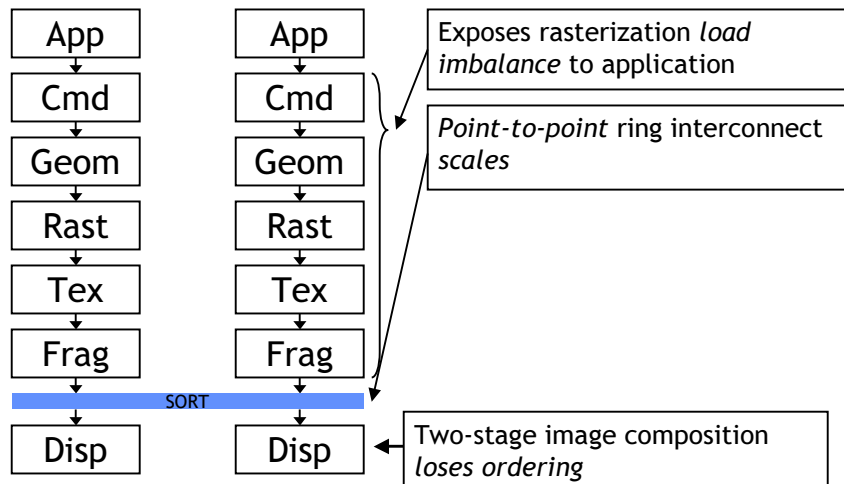 App
App
Exposes rasterization load
imbalance to application
Cmd
Cmd
Point-to-point ring interconnect
scales
Geom
Geom
Rast
Rast
Tex
Tex
Frag
Frag
SORT
Disp
Disp
Two-stage image composition
loses ordering